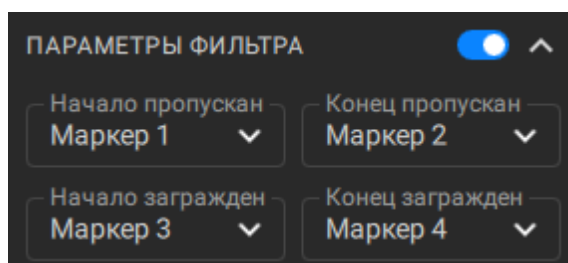 ПАРАМЕТРЫ ФИЛЬТРА
Начало пропускан Конец пропускан
Маркер 1 Маркер 2
Начало загражден Конец загражден
Маркер 3 Маркер 4